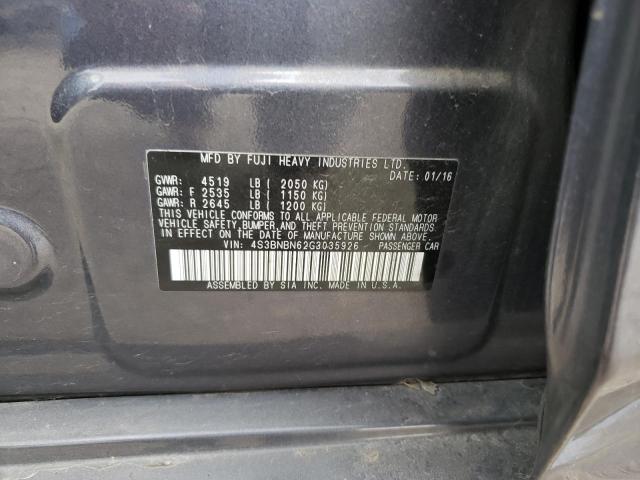 MFD BY FUJI HEAVY INDUSTRIES LTD.
DATE: 01/16
GVWR: 4519 LB ( 2050 KG)
GAWR: F 2535 LB ( 1150 KG)
GAWR: R 2645 LB ( 1200 KG)
THIS VEHICLE CONFORMS TO ALL APPLICABLE FEDERAL MOTOR
VEHICLE SAFETY, BUMPER, AND THEFT PREVENTION STANDARDS
IN EFFECT ON THE DATE OF MANUFACTURE SHOWN ABOVE.
VIN: 4S3BNBN62G3035926 PASSENGER CAR
ASSEMBLED BY SIA INC. MADE IN U.S.A.